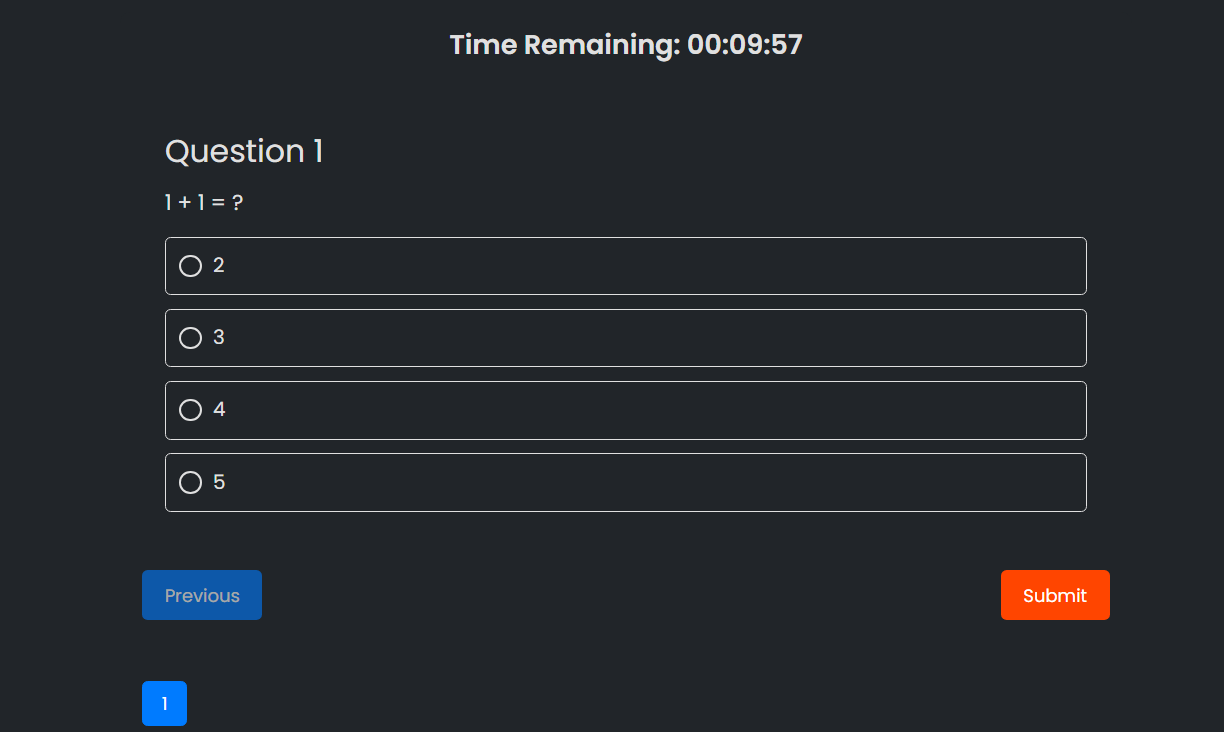 Time Remaining: 00:09:57
Question 1
1 + 1 = ?
2
3
4
5
Previous
Submit
1